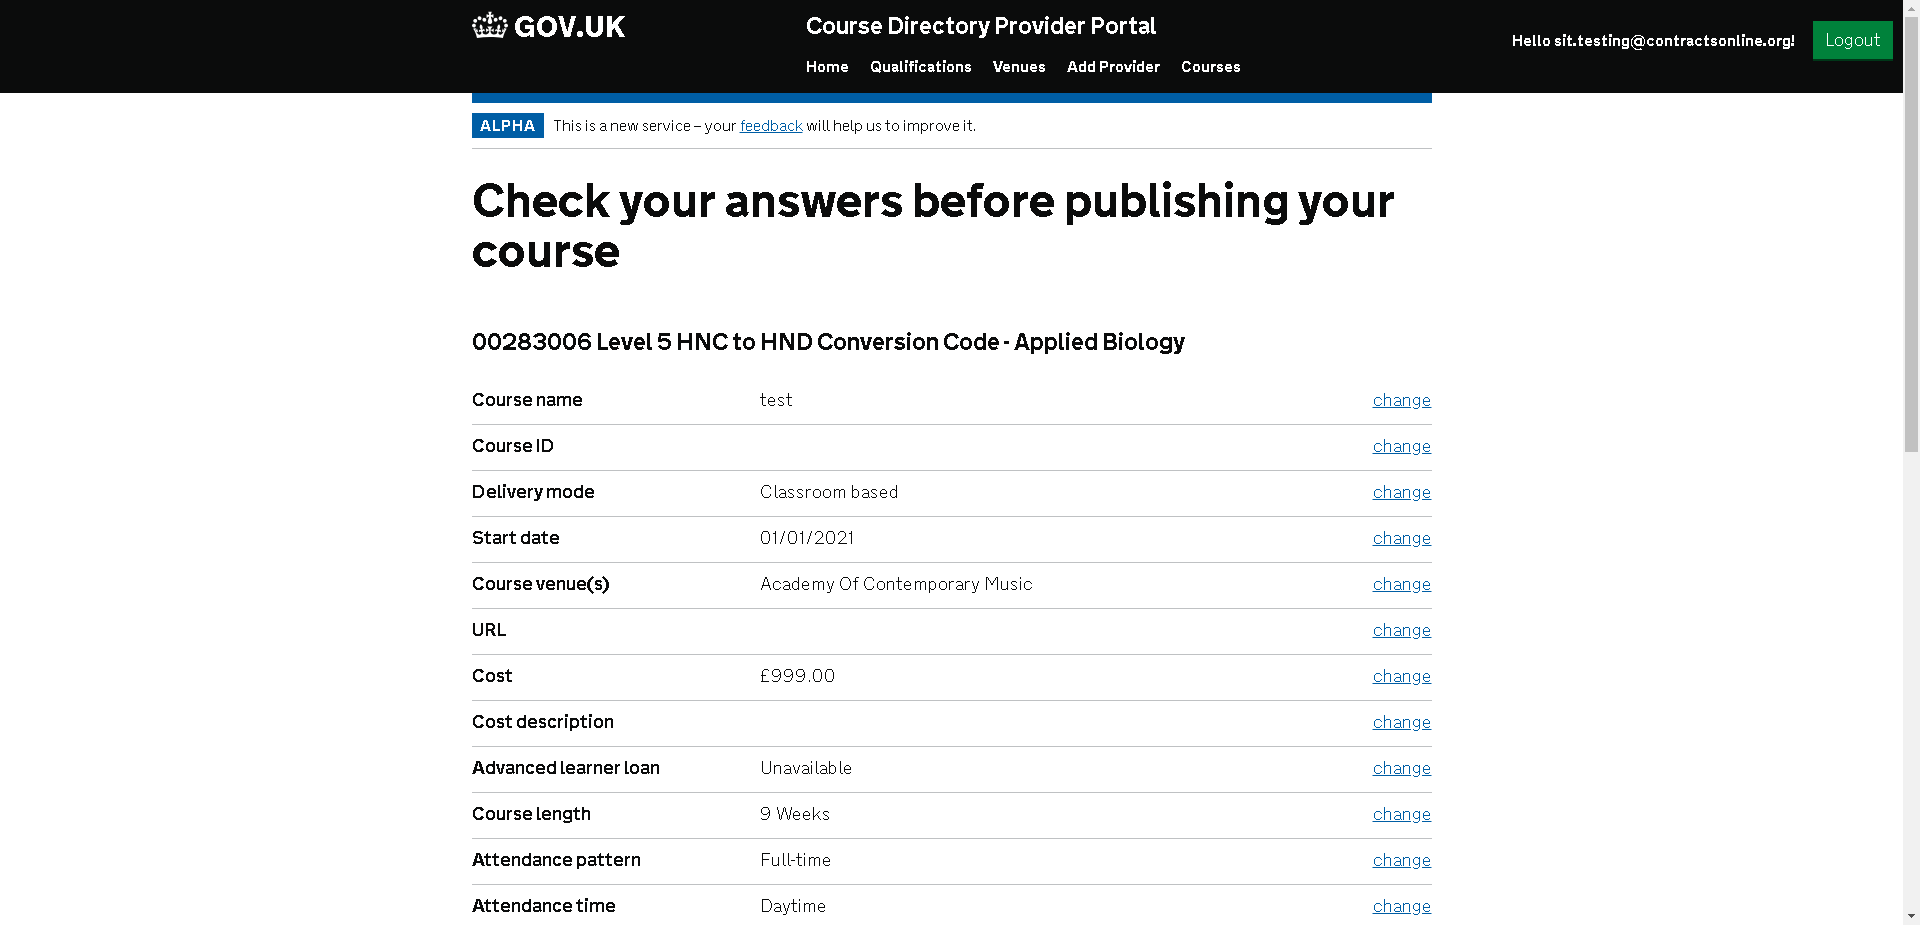 GOV.UK
Course Directory Provider Portal
Hello sit.testing@contractsonline.org!
Logout
Home Qualifications Venues Add Provider Courses
ALPHA This is a new service – your feedback will help us to improve it.
Check your answers before publishing your
course
00283006 Level 5 HNC to HND Conversion Code - Applied Biology
Course name test change
Course ID change
Delivery mode Classroom based change
Start date 01/01/2021 change
Course venue(s) Academy Of Contemporary Music change
URL change
Cost £999.00 change
Cost description change
Advanced learner loan Unavailable change
Course length 9 Weeks change
Attendance pattern Full-time change
Attendance time Daytime change